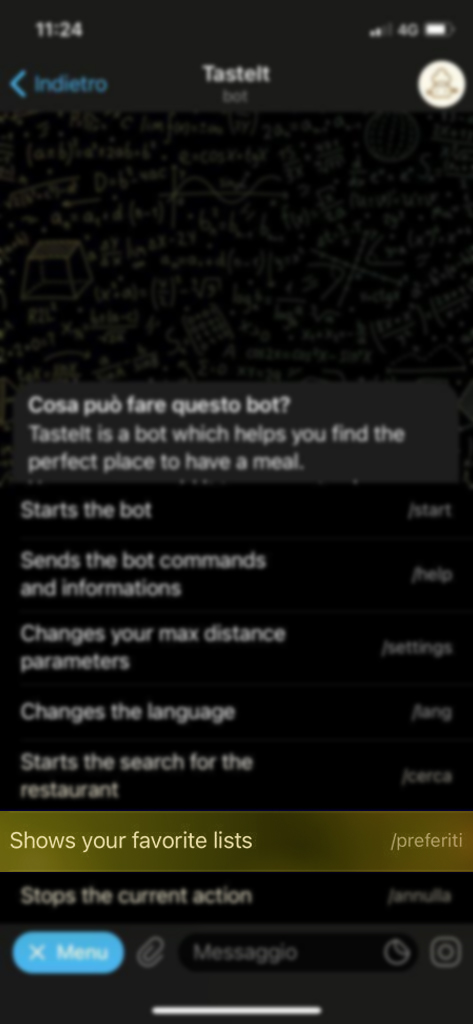 11:24
4G
Indietro
TasteIt
bot
Cosa può fare questo bot?
TasteIt is a bot which helps you find the
perfect place to have a meal.
Starts the bot /start
Sends the bot commands
and informations /help
Changes your max distance
parameters /settings
Changes the language /lang
Starts the search for the
restaurant /cerca
Shows your favorite lists /preferiti
Stops the current action /annulla
Menu
Messaggio